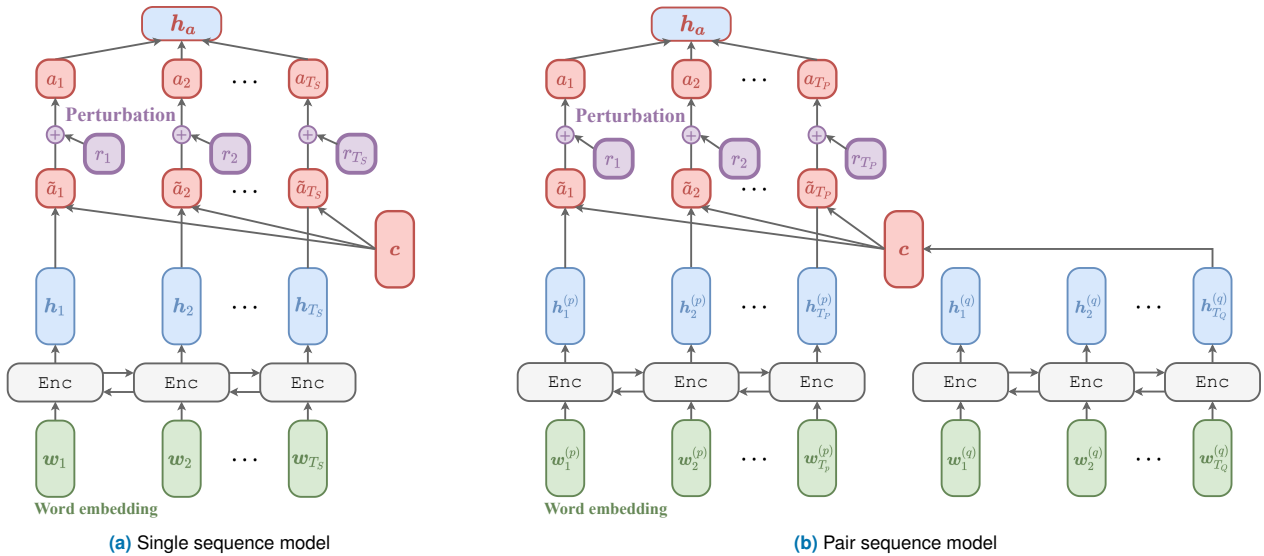 h_a
a_1 a_2 ⋯ a_{T_S}
Perturbation
+ + +
r_1 r_2 r_{T_S}
ã_1 ã_2 ⋯ ã_{T_S}
c
h_1 h_2 ⋯ h_{T_S}
Enc Enc Enc
w_1 w_2 ⋯ w_{T_S}
Word embedding
(a) Single sequence model
h_a
a_1 a_2 ⋯ a_{T_P}
Perturbation
+ + +
r_1 r_2 r_{T_P}
ã_1 ã_2 ⋯ ã_{T_P}
c
h_1^{(p)} h_2^{(p)} ⋯ h_{T_P}^{(p)} h_1^{(q)} h_2^{(q)} ⋯ h_{T_Q}^{(q)}
Enc Enc Enc Enc Enc Enc
w_1^{(p)} w_2^{(p)} ⋯ w_{T_p}^{(p)} w_1^{(q)} w_2^{(q)} ⋯ w_{T_Q}^{(q)}
Word embedding
(b) Pair sequence model